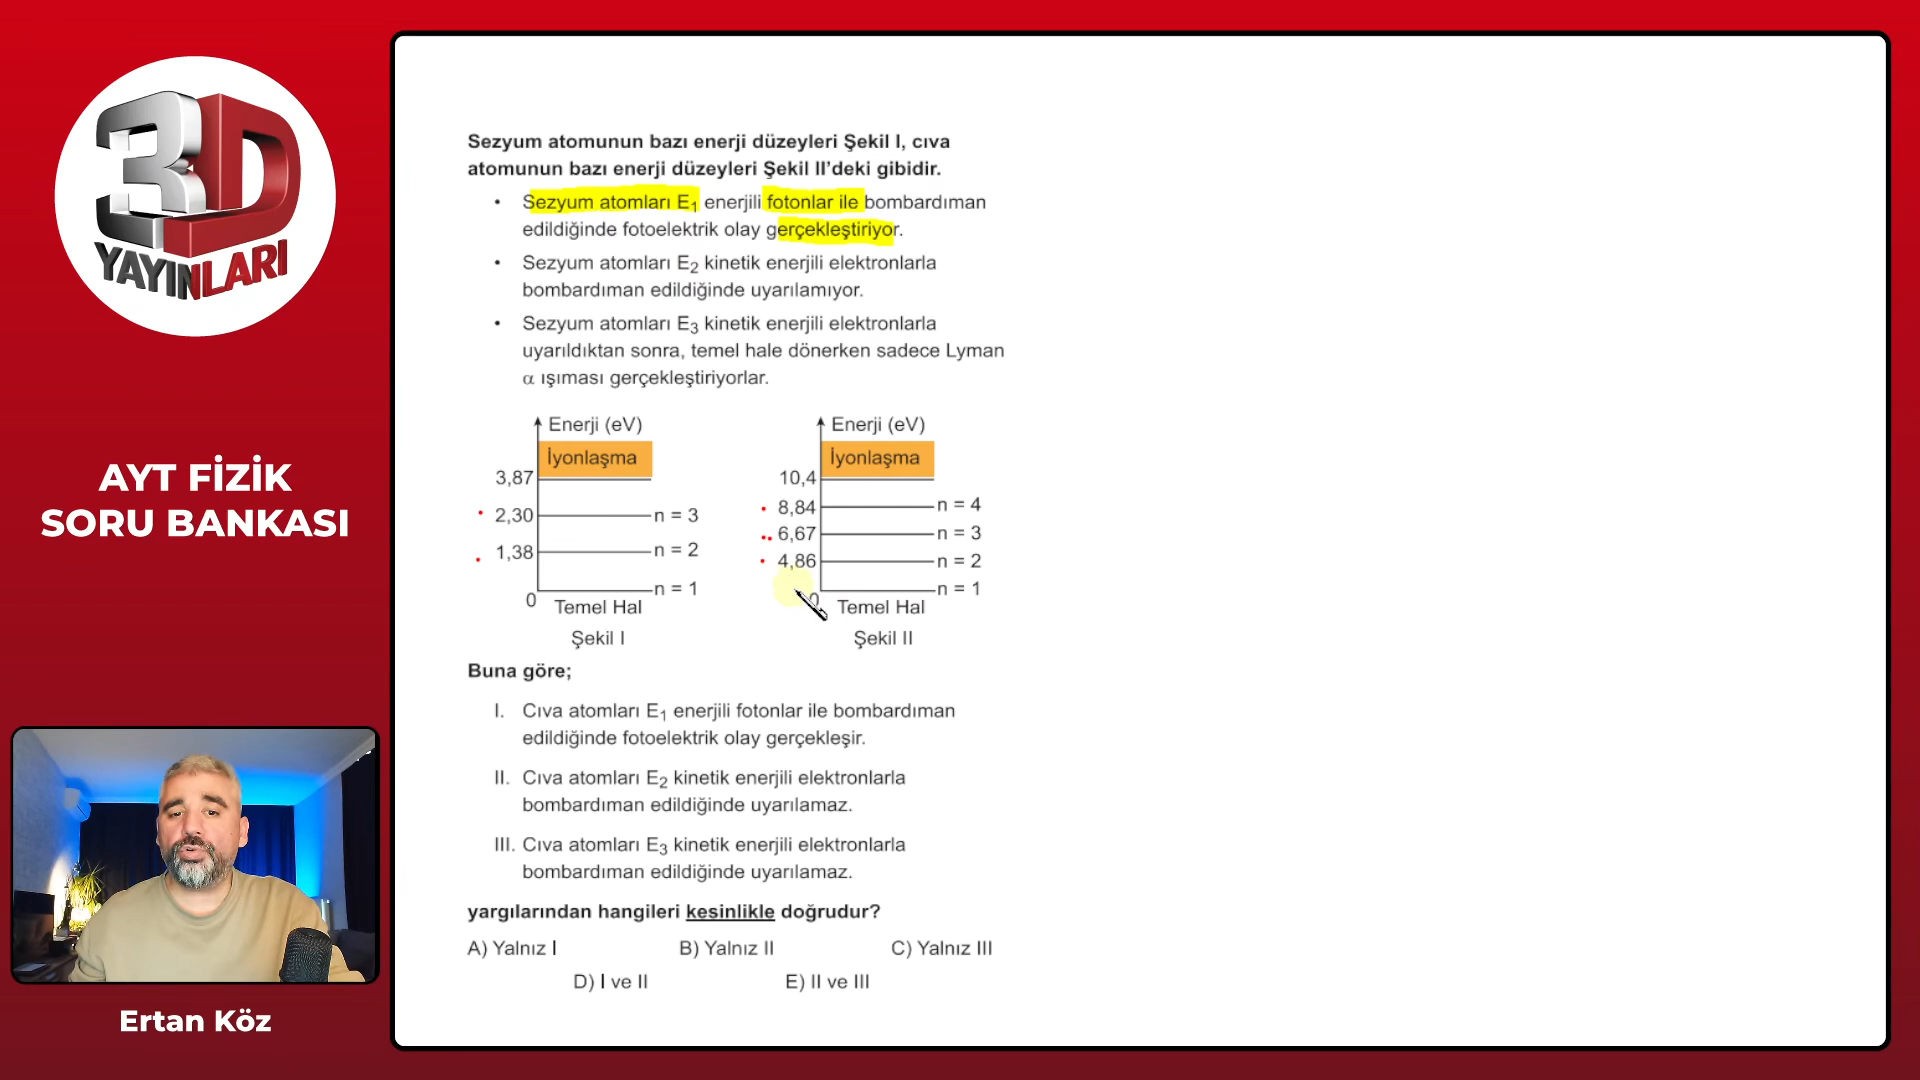 3D
YAYINLARI
AYT FİZİK
SORU BANKASI
Ertan Köz
Sezyum atomunun bazı enerji düzeyleri Şekil I, cıva
atomunun bazı enerji düzeyleri Şekil II'deki gibidir.
• Sezyum atomları E₁ enerjili fotonlar ile bombardıman
edildiğinde fotoelektrik olay gerçekleştiriyor.
• Sezyum atomları E₂ kinetik enerjili elektronlarla
bombardıman edildiğinde uyarılamıyor.
• Sezyum atomları E₃ kinetik enerjili elektronlarla
uyarıldıktan sonra, temel hale dönerken sadece Lyman
α ışıması gerçekleştiriyorlar.
Enerji (eV)
İyonlaşma
3,87
2,30 n = 3
1,38 n = 2
n = 1
0 Temel Hal
Şekil I
Enerji (eV)
İyonlaşma
10,4
8,84 n = 4
6,67 n = 3
4,86 n = 2
n = 1
0 Temel Hal
Şekil II
Buna göre;
I. Cıva atomları E₁ enerjili fotonlar ile bombardıman
edildiğinde fotoelektrik olay gerçekleşir.
II. Cıva atomları E₂ kinetik enerjili elektronlarla
bombardıman edildiğinde uyarılamaz.
III. Cıva atomları E₃ kinetik enerjili elektronlarla
bombardıman edildiğinde uyarılamaz.
yargılarından hangileri kesinlikle doğrudur?
A) Yalnız I B) Yalnız II C) Yalnız III
D) I ve II E) II ve III